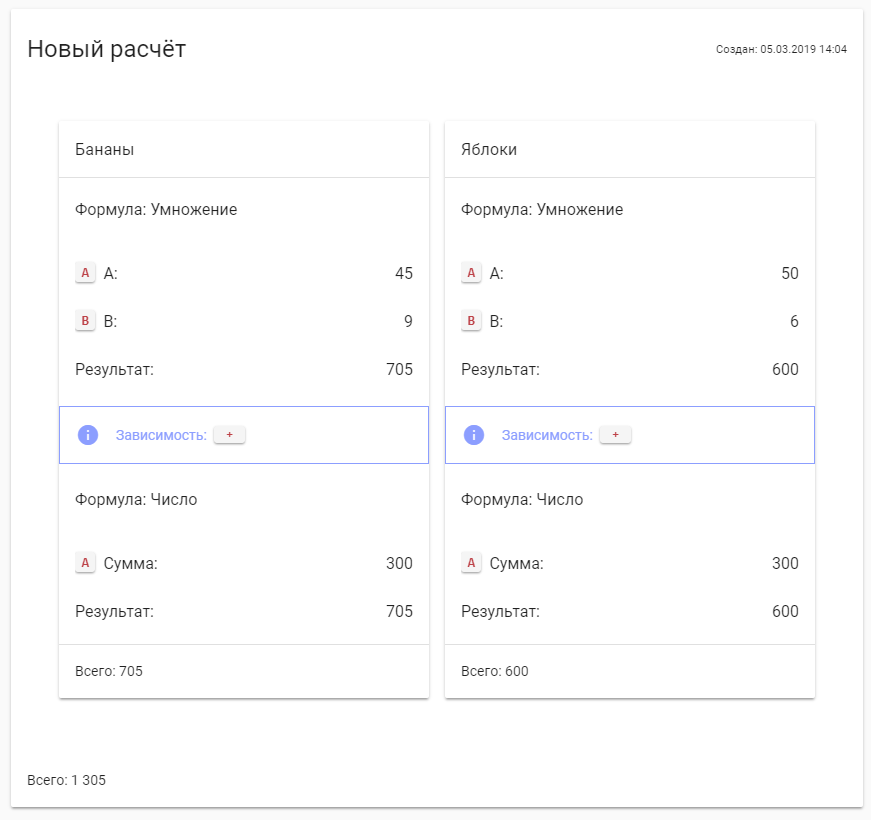 Новый расчёт
Создан: 05.03.2019 14:04
Бананы
Формула: Умножение
A A: 45
B B: 9
Результат: 705
Зависимость: +
Формула: Число
A Сумма: 300
Результат: 705
Всего: 705
Яблоки
Формула: Умножение
A A: 50
B B: 6
Результат: 600
Зависимость: +
Формула: Число
A Сумма: 300
Результат: 600
Всего: 600
Всего: 1 305